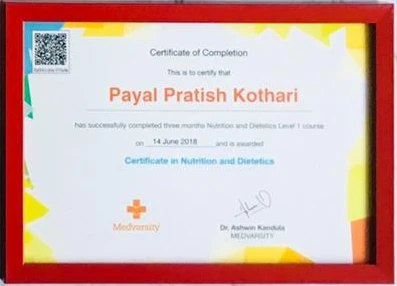 Certificate of Completion
This is to certify that
Payal Pratish Kothari
has successfully completed three months Nutrition and Dietetics Level 1 course
on 14 June 2018 and is awarded
Certificate in Nutrition and Dietetics
Medvarsity
Dr. Ashwin Kandula
MEDVARSITY